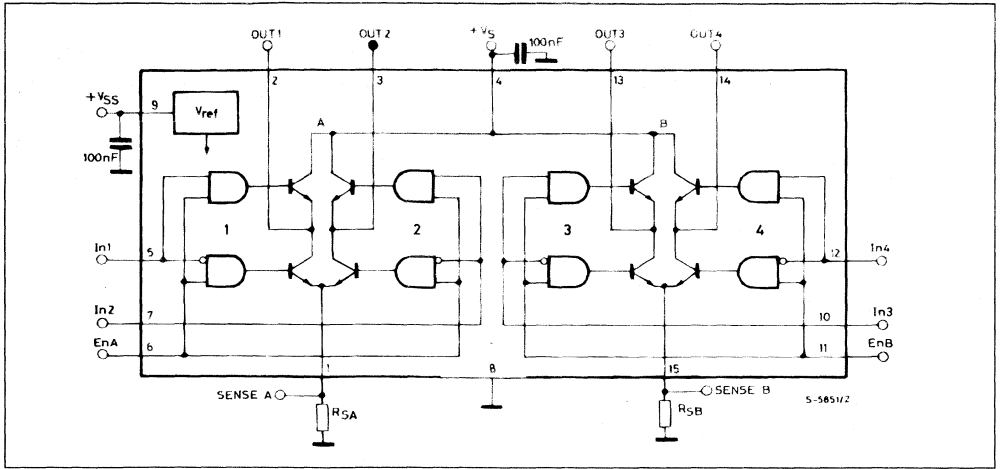 OUT1 OUT2 +VS 100nF OUT3 OUT4
2 3 4 13 14
+VSS 9 Vref
A B
100nF
1 2 3 4
In1 5 12 In4
In2 7 10 In3
EnA 6 11 EnB
1 8 15
SENSE A SENSE B
S-5851/2
RSA RSB